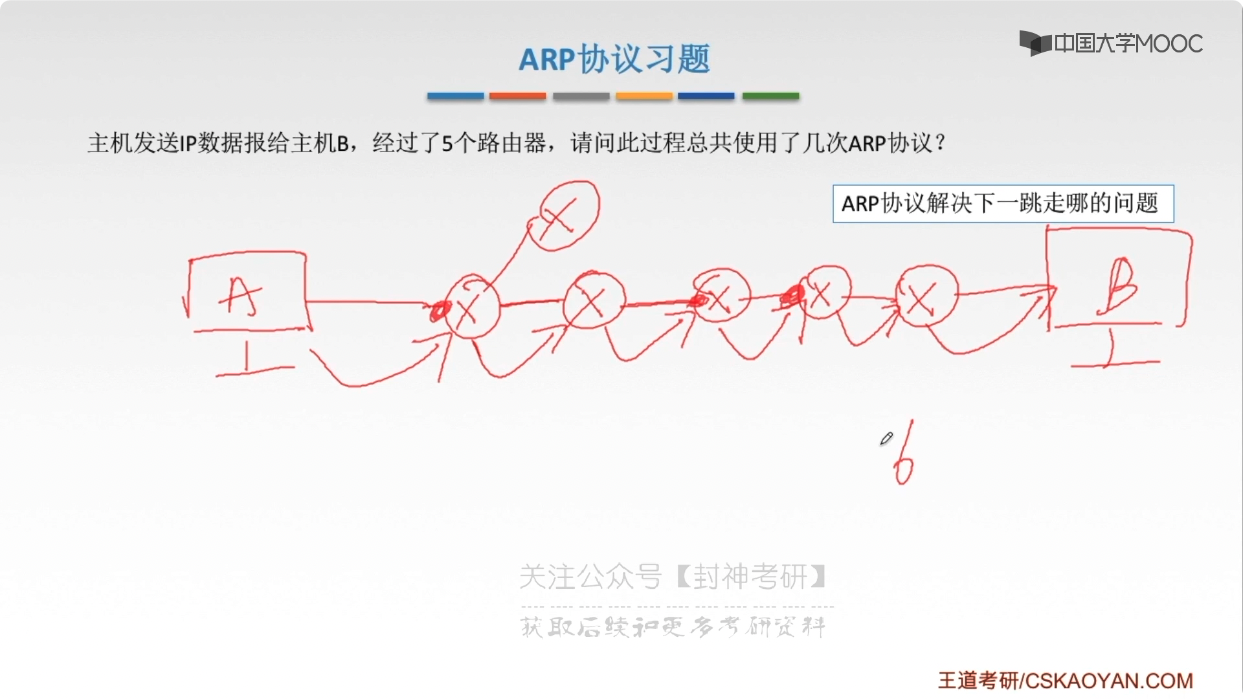 ARP协议习题
中国大学MOOC
主机发送IP数据报给主机B，经过了5个路由器，请问此过程总共使用了几次ARP协议？
ARP协议解决下一跳走哪的问题
A
B
6
关注公众号【封神考研】
获取后续和更多考研资料
王道考研/CSKAOYAN.COM